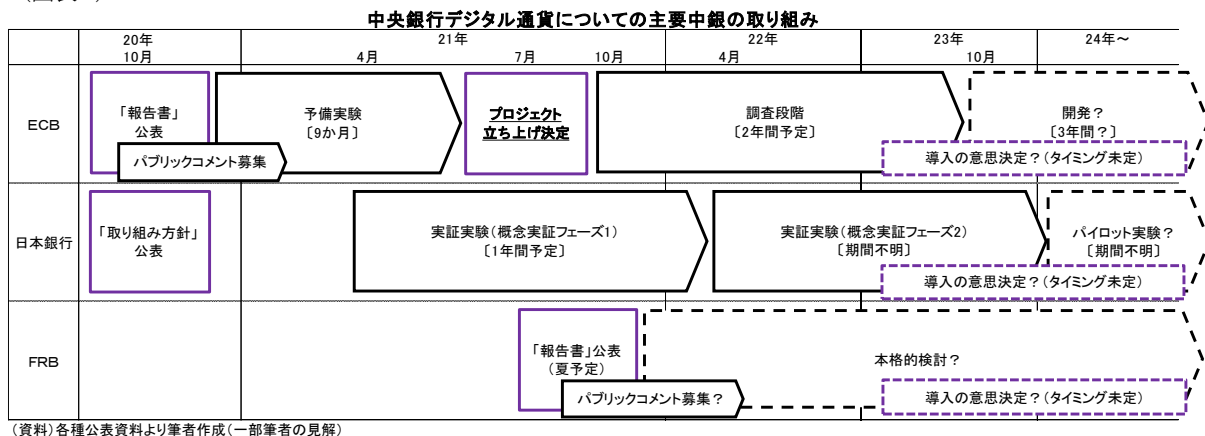 中央銀行デジタル通貨についての主要中銀の取り組み
20年 21年 22年 23年 24年~
10月 4月 7月 10月 4月 10月
ECB
「報告書」
公表
パブリックコメント募集
予備実験
〔9か月〕
プロジェクト
立ち上げ決定
調査段階
〔2年間予定〕
開発?
〔3年間?〕
導入の意思決定?(タイミング未定)
日本銀行
「取り組み方針」
公表
実証実験(概念実証フェーズ1)
〔1年間予定〕
実証実験(概念実証フェーズ2)
〔期間不明〕
パイロット実験?
〔期間不明〕
導入の意思決定?(タイミング未定)
FRB
「報告書」公表
(夏予定)
パブリックコメント募集?
本格的検討?
導入の意思決定?(タイミング未定)
(資料)各種公表資料より筆者作成(一部筆者の見解)